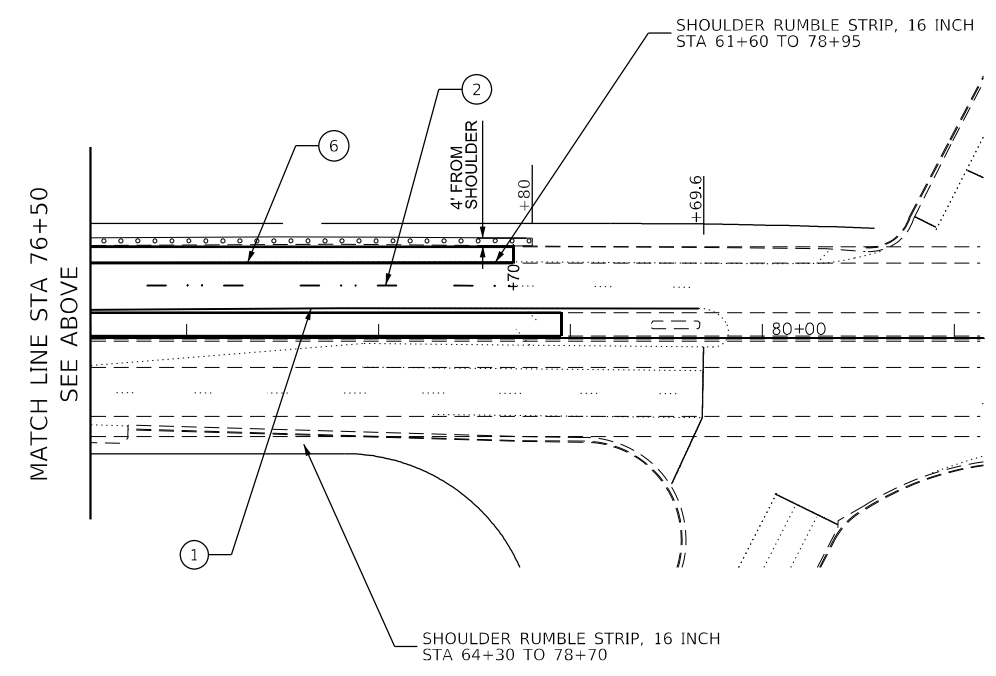 SHOULDER RUMBLE STRIP, 16 INCH
STA 61+60 TO 78+95
2
6
4' FROM
SHOULDER
+80
+69.6
MATCH LINE STA 76+50
SEE ABOVE
+70
80+00
1
SHOULDER RUMBLE STRIP, 16 INCH
STA 64+30 TO 78+70